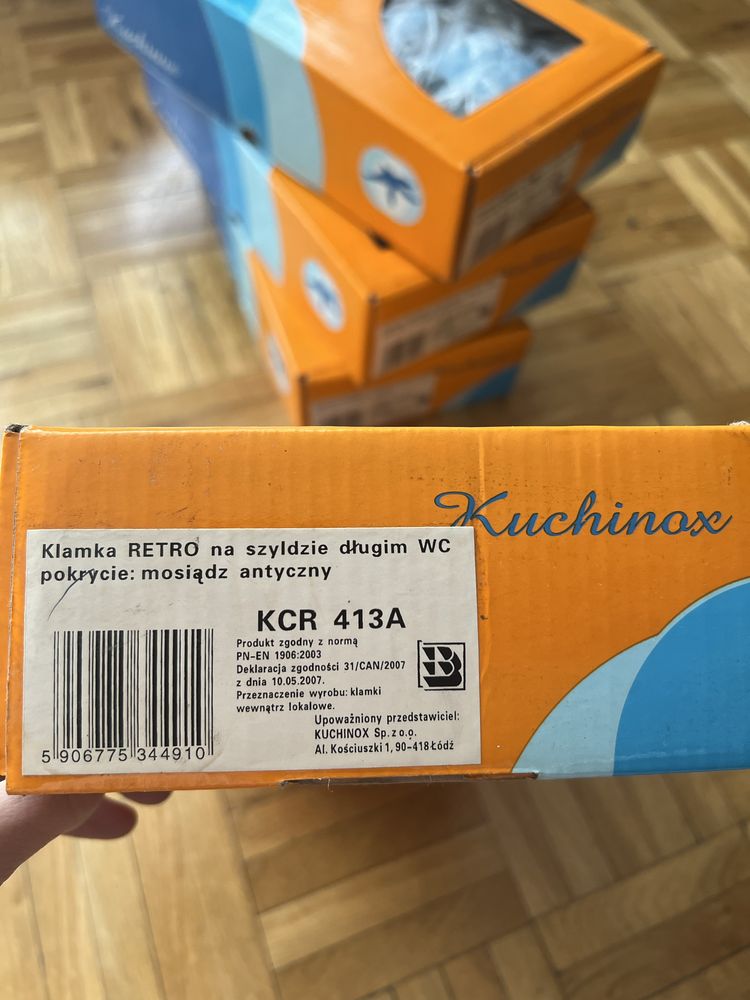 Kuchinox
Kuchinox
Klamka RETRO na szyldzie długim WC
pokrycie: mosiądz antyczny
KCR 413A
Produkt zgodny z normą
PN-EN 1906:2003
Deklaracja zgodności 31/CAN/2007
z dnia 10.05.2007.
Przeznaczenie wyrobu: klamki
wewnątrz lokalowe.
Upoważniony przedstawiciel:
KUCHINOX Sp. z o.o.
Al. Kościuszki 1, 90-418 Łódź
5 906775 344910